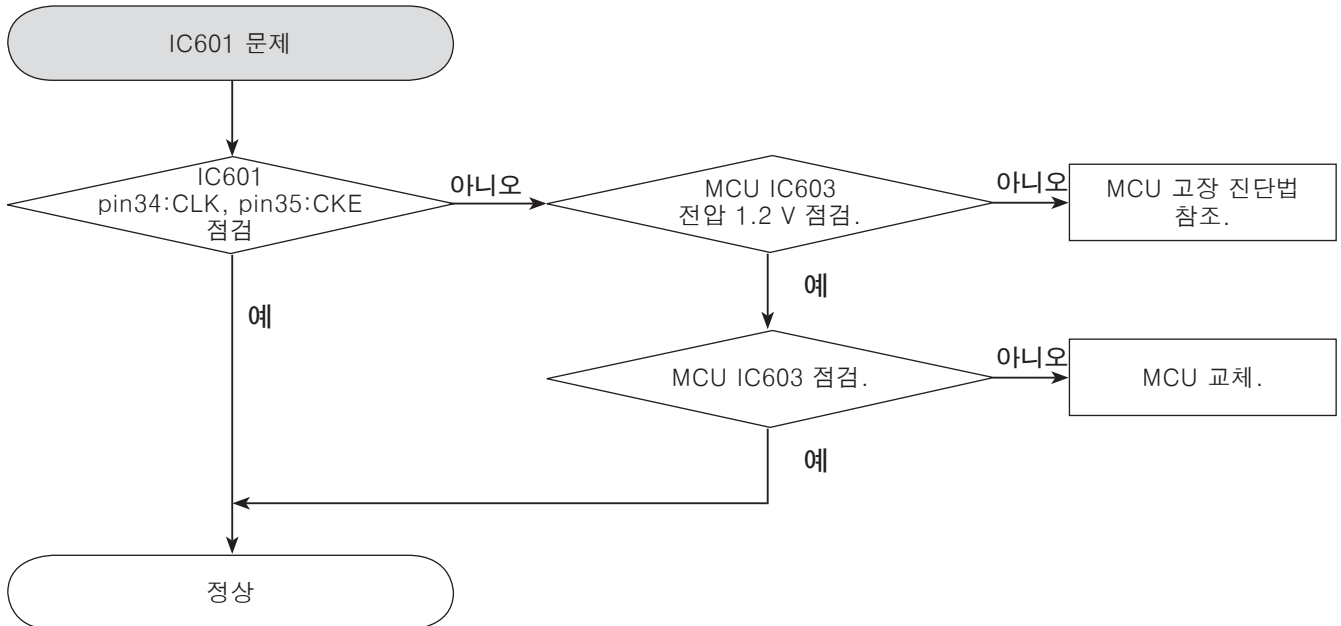 IC601 문제
IC601
pin34:CLK, pin35:CKE
점검
아니오
MCU IC603
전압 1.2 V 점검.
아니오
MCU 고장 진단법
참조.
예
예
MCU IC603 점검.
아니오
MCU 교체.
예
정상